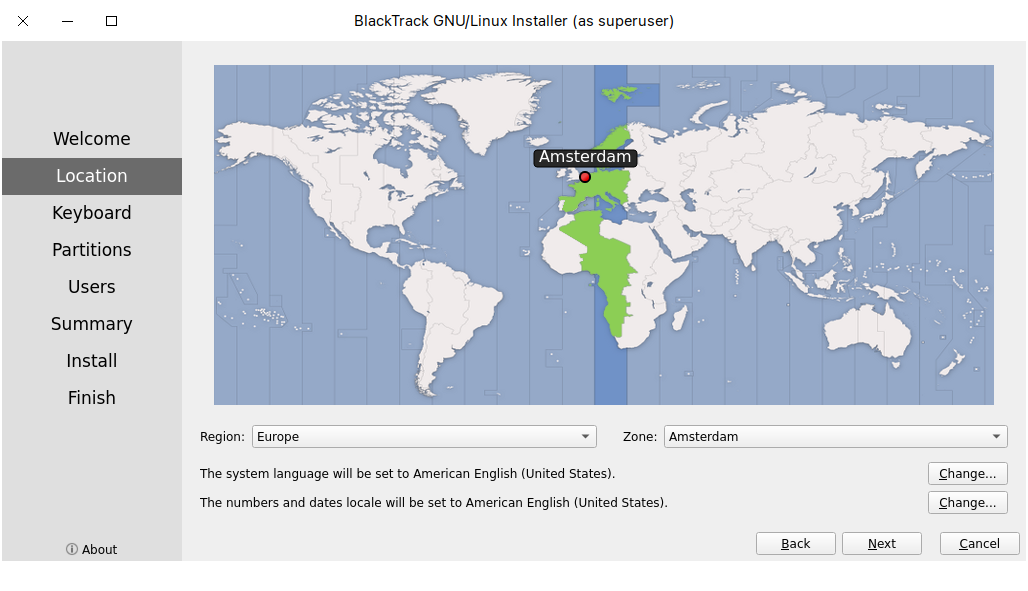 BlackTrack GNU/Linux Installer (as superuser)
Welcome
Location
Keyboard
Partitions
Users
Summary
Install
Finish
About
Amsterdam
Region: Europe Zone: Amsterdam
The system language will be set to American English (United States). Change...
The numbers and dates locale will be set to American English (United States). Change...
Back Next Cancel